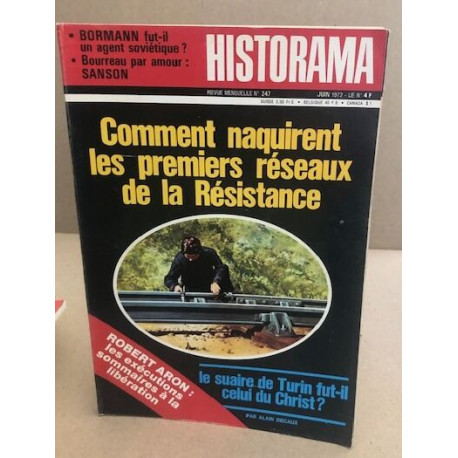 • BORMANN fut-il
un agent soviétique ?
• Bourreau par amour :
SANSON
HISTORAMA
REVUE MENSUELLE N° 247
JUIN 1972 - LE N° 4 F
Comment naquirent
les premiers réseaux
de la Résistance
ROBERT ARON :
les exécutions
sommaires à la
libération
le suaire de Turin fut-il
celui du Christ ?
PAR ALAIN DECAUX